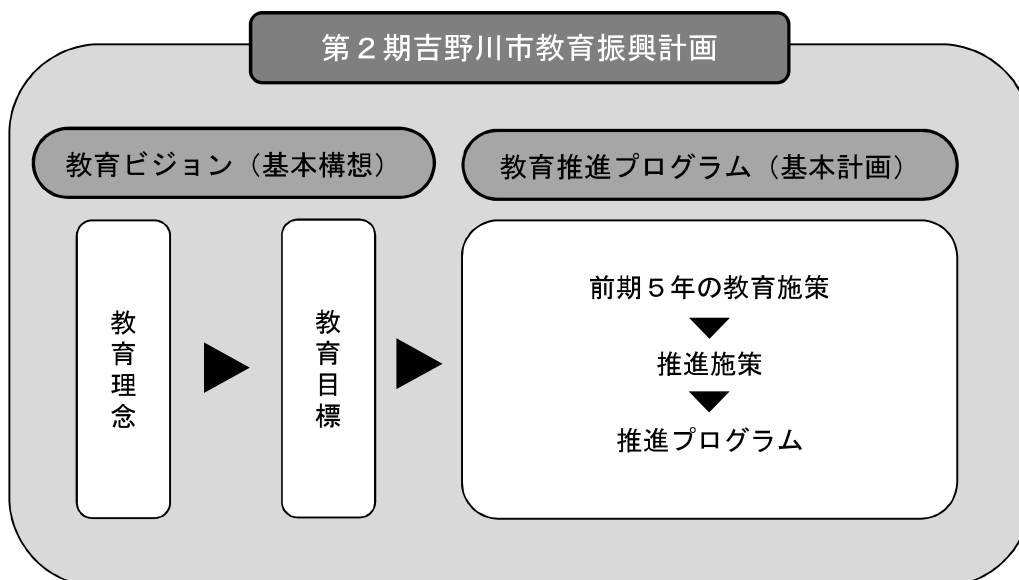 第２期吉野川市教育振興計画
教育ビジョン（基本構想）
教育推進プログラム（基本計画）
教育理念
教育目標
前期５年の教育施策
推進施策
推進プログラム